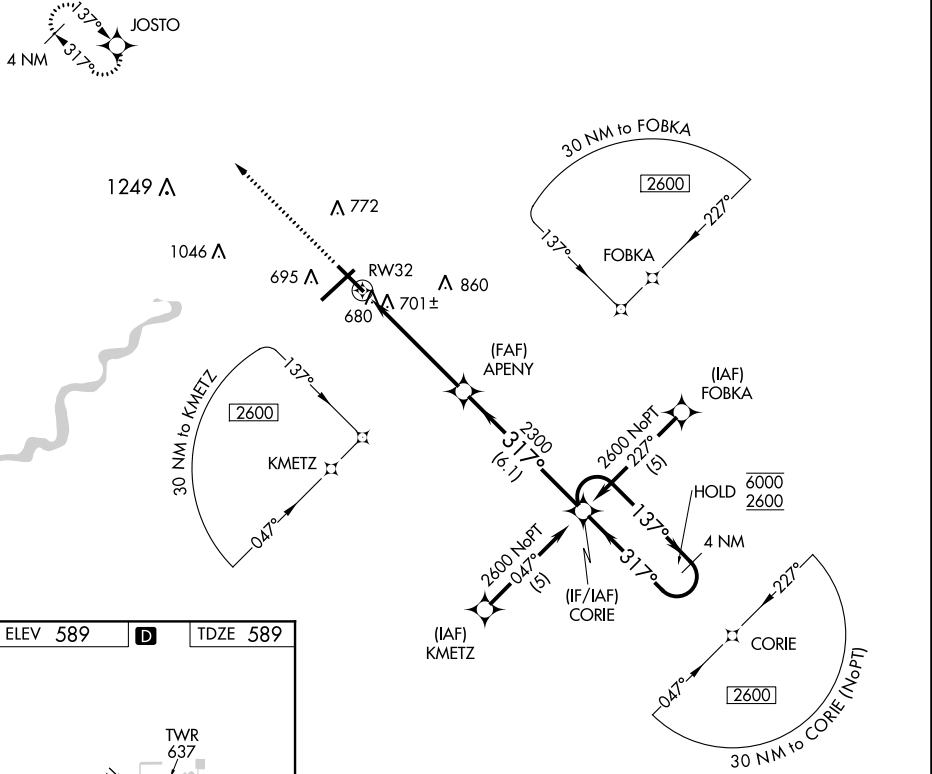 137°
JOSTO
4 NM
317°
30 NM to FOBKA
2600
1249
772
227°
1046
137°
FOBKA
695
RW32
860
701±
680
(FAF)
APENY
(IAF)
FOBKA
137°
30 NM to KMETZ
2600
2300
317°
(6.1)
2600 NoPT
227°
(5)
KMETZ
HOLD
6000
2600
137°
047°
4 NM
2600 NoPT
047°
(5)
317°
(IF/IAF)
CORIE
227°
(IAF)
KMETZ
ELEV 589
D
TDZE 589
CORIE
047°
2600
30 NM to CORIE (NoPT)
TWR
637